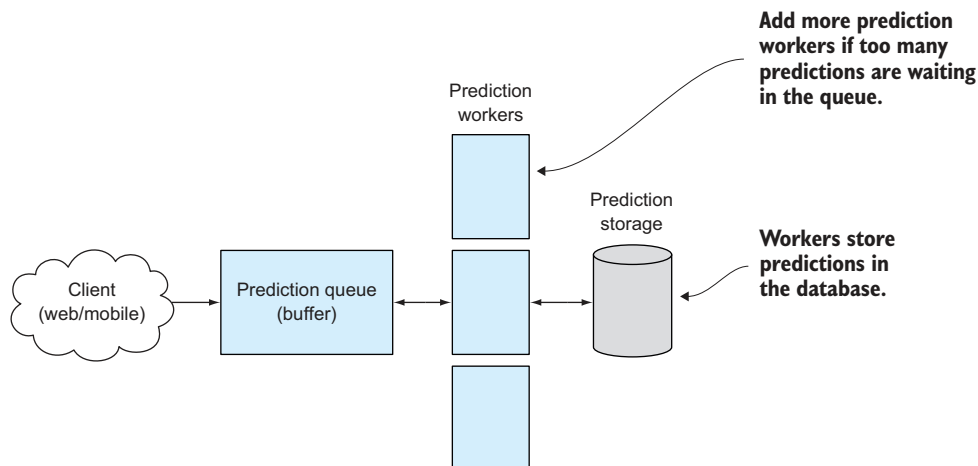 Add more prediction
workers if too many
predictions are waiting
in the queue.
Prediction
workers
Prediction
storage
Workers store
predictions in
the database.
Client
(web/mobile)
Prediction queue
(buffer)